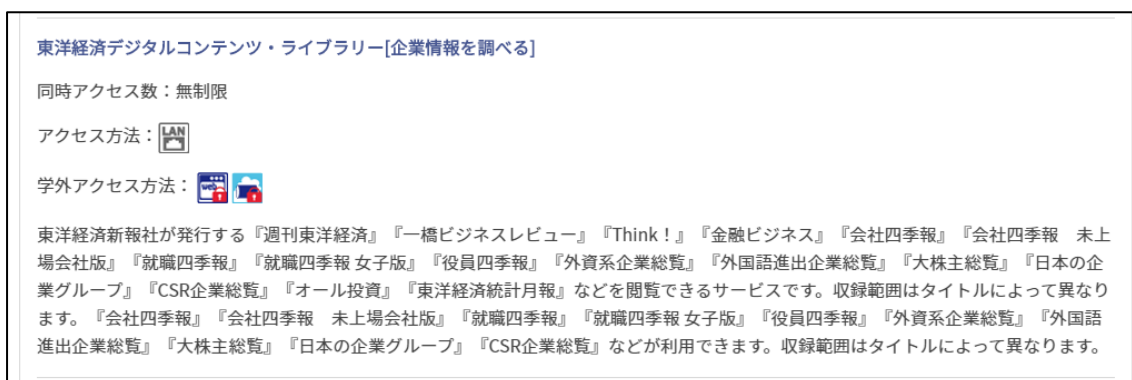 東洋経済デジタルコンテンツ・ライブラリー[企業情報を調べる]
同時アクセス数：無制限
アクセス方法：LAN
学外アクセス方法：web
東洋経済新報社が発行する『週刊東洋経済』『一橋ビジネスレビュー』『Think！』『金融ビジネス』『会社四季報』『会社四季報　未上
場会社版』『就職四季報』『就職四季報 女子版』『役員四季報』『外資系企業総覧』『外国語進出企業総覧』『大株主総覧』『日本の企
業グループ』『CSR企業総覧』『オール投資』『東洋経済統計月報』などを閲覧できるサービスです。収録範囲はタイトルによって異なり
ます。『会社四季報』『会社四季報　未上場会社版』『就職四季報』『就職四季報 女子版』『役員四季報』『外資系企業総覧』『外国語
進出企業総覧』『大株主総覧』『日本の企業グループ』『CSR企業総覧』などが利用できます。収録範囲はタイトルによって異なります。